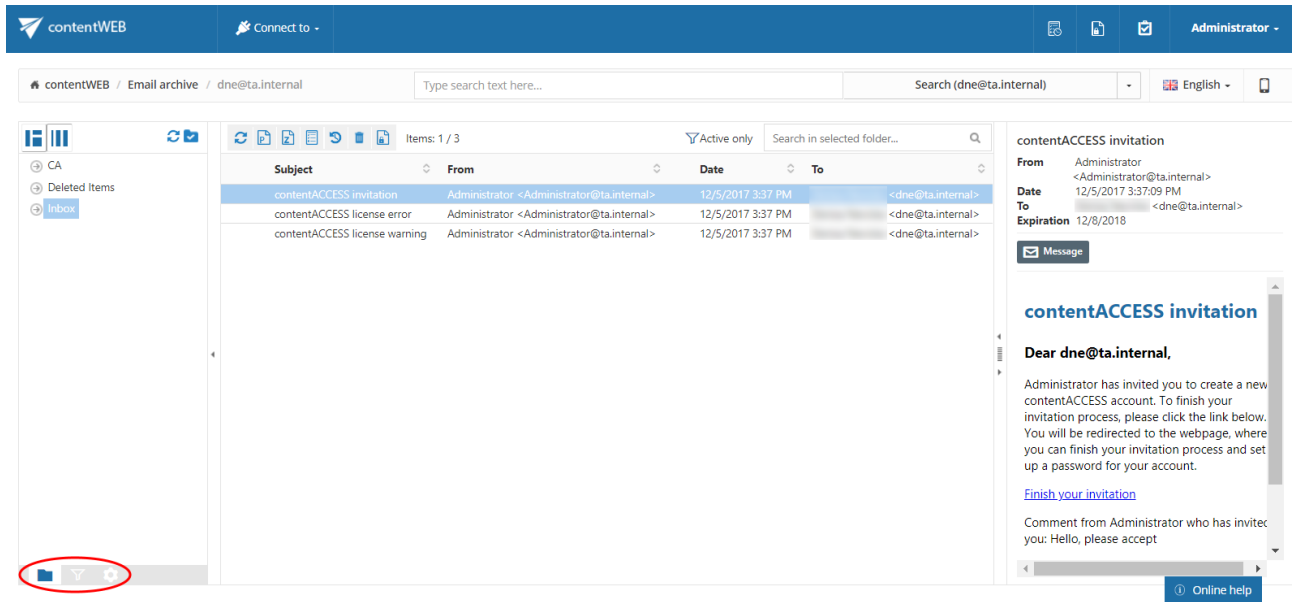 contentWEB
Connect to
Administrator
contentWEB / Email archive / dne@ta.internal
Type search text here...
Search (dne@ta.internal)
English
CA
Deleted Items
Inbox
Items: 1 / 3
Active only
Search in selected folder...
Subject From Date To
contentACCESS invitation Administrator <Administrator@ta.internal> 12/5/2017 3:37 PM <dne@ta.internal>
contentACCESS license error Administrator <Administrator@ta.internal> 12/5/2017 3:37 PM <dne@ta.internal>
contentACCESS license warning Administrator <Administrator@ta.internal> 12/5/2017 3:37 PM <dne@ta.internal>
contentACCESS invitation
From Administrator
<Administrator@ta.internal>
Date 12/5/2017 3:37:09 PM
To <dne@ta.internal>
Expiration 12/8/2018
Message
contentACCESS invitation
Dear dne@ta.internal,
Administrator has invited you to create a new
contentACCESS account. To finish your
invitation process, please click the link below.
You will be redirected to the webpage, where
you can finish your invitation process and set
up a password for your account.
Finish your invitation
Comment from Administrator who has invited
you: Hello, please accept
Online help